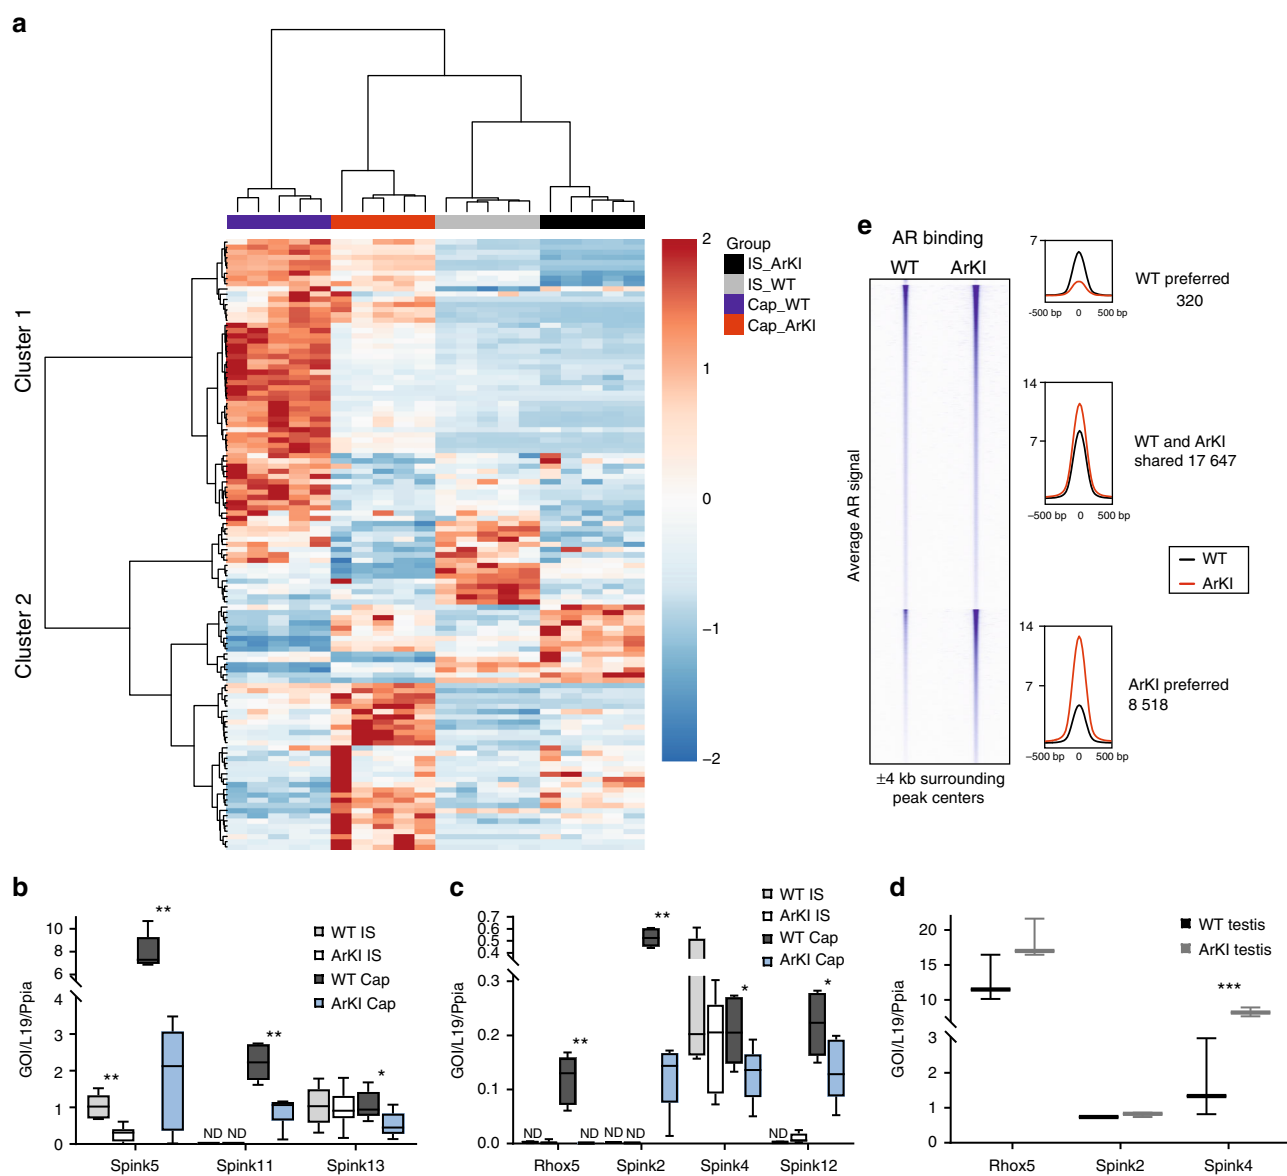 a
Cluster 1
Cluster 2
2
1
0
−1
−2
Group
IS_ArKI
IS_WT
Cap_WT
Cap_ArKI
e
AR binding
WT ArKI
Average AR signal
±4 kb surrounding
peak centers
7
−500 bp 0 500 bp
WT preferred
320
14
7
−500 bp 0 500 bp
WT and ArKI
shared 17 647
WT
ArKI
14
7
−500 bp 0 500 bp
ArKI preferred
8 518
b
GOI/L19/Ppia
10
8
6
4
3
2
1
0
**
**
ND ND
**
*
WT IS
ArKI IS
WT Cap
ArKI Cap
Spink5 Spink11 Spink13
c
GOI/L19/Ppia
0.7
0.6
0.5
0.4
0.3
0.2
0.1
0.0
ND
**
ND
ND ND
**
*
ND
*
WT IS
ArKI IS
WT Cap
ArKI Cap
Rhox5 Spink2 Spink4 Spink12
d
GOI/L19/Ppia
20
15
10
3
2
1
0
***
WT testis
ArKI testis
Rhox5 Spink2 Spink4